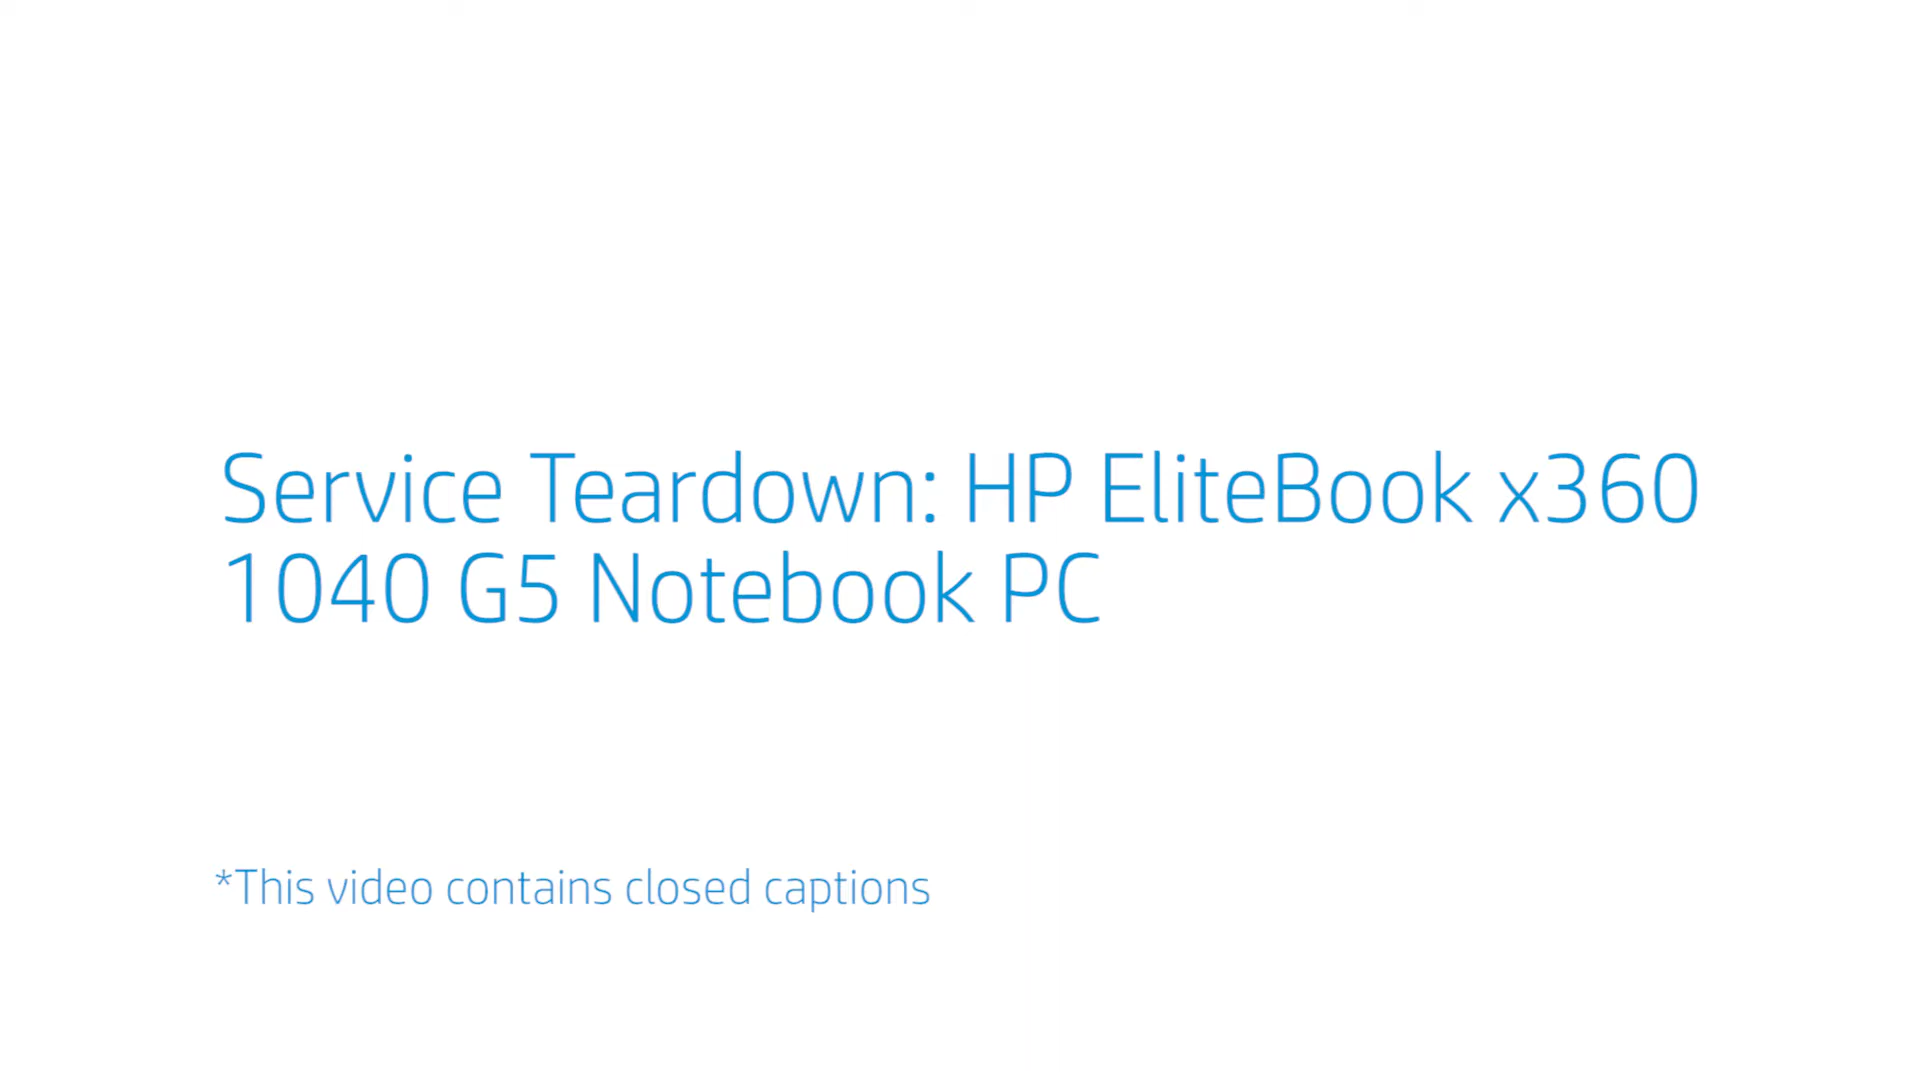 Service Teardown: HP EliteBook x360
1040 G5 Notebook PC
*This video contains closed captions